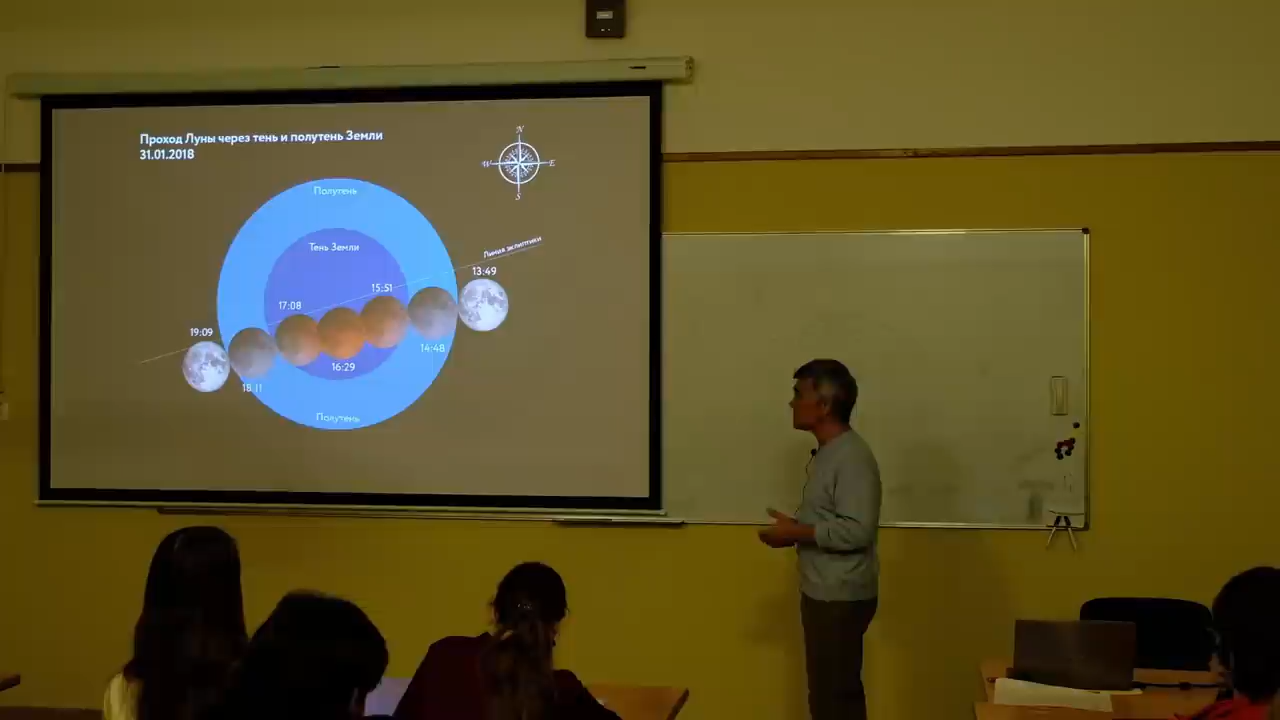 Проход Луны через тень и полутень Земли
31.01.2018
N
W
E
S
Полутень
Тень Земли
Линия эклиптики
13:49
15:51
17:08
19:09
14:48
16:29
18:11
Полутень